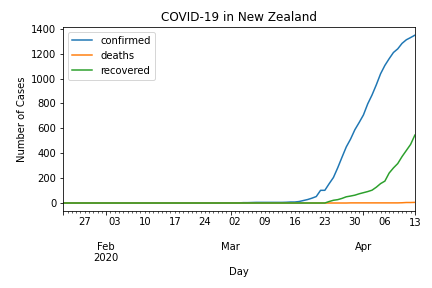 COVID-19 in New Zealand
confirmed
deaths
recovered
Number of Cases
1400
1200
1000
800
600
400
200
0
27 03 10 17 24 02 09 16 23 30 06 13
Feb Mar Apr
2020
Day